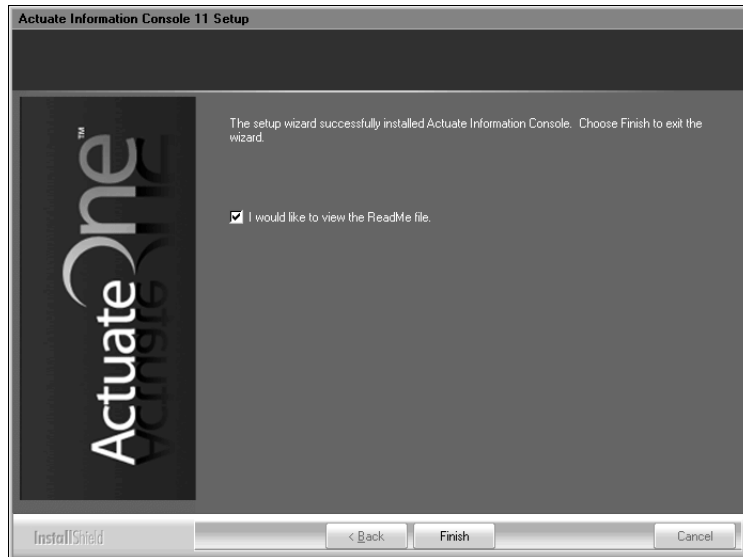 Actuate Information Console 11 Setup
ActuateOne™
The setup wizard successfully installed Actuate Information Console. Choose Finish to exit the
wizard.
I would like to view the ReadMe file.
InstallShield
< Back
Finish
Cancel